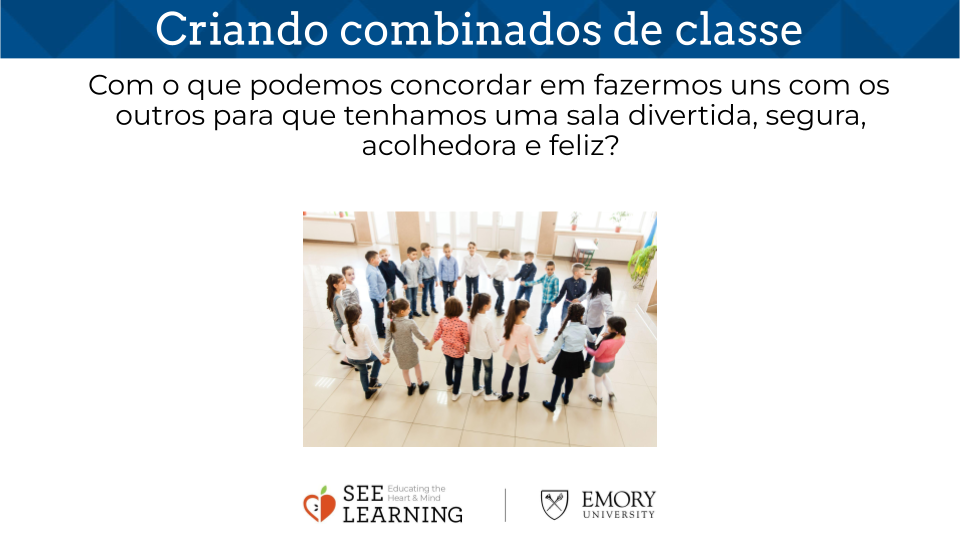 Criando combinados de classe
Com o que podemos concordar em fazermos uns com os
outros para que tenhamos uma sala divertida, segura,
acolhedora e feliz?
SEE Educating the
Heart & Mind
LEARNING
EMORY
UNIVERSITY